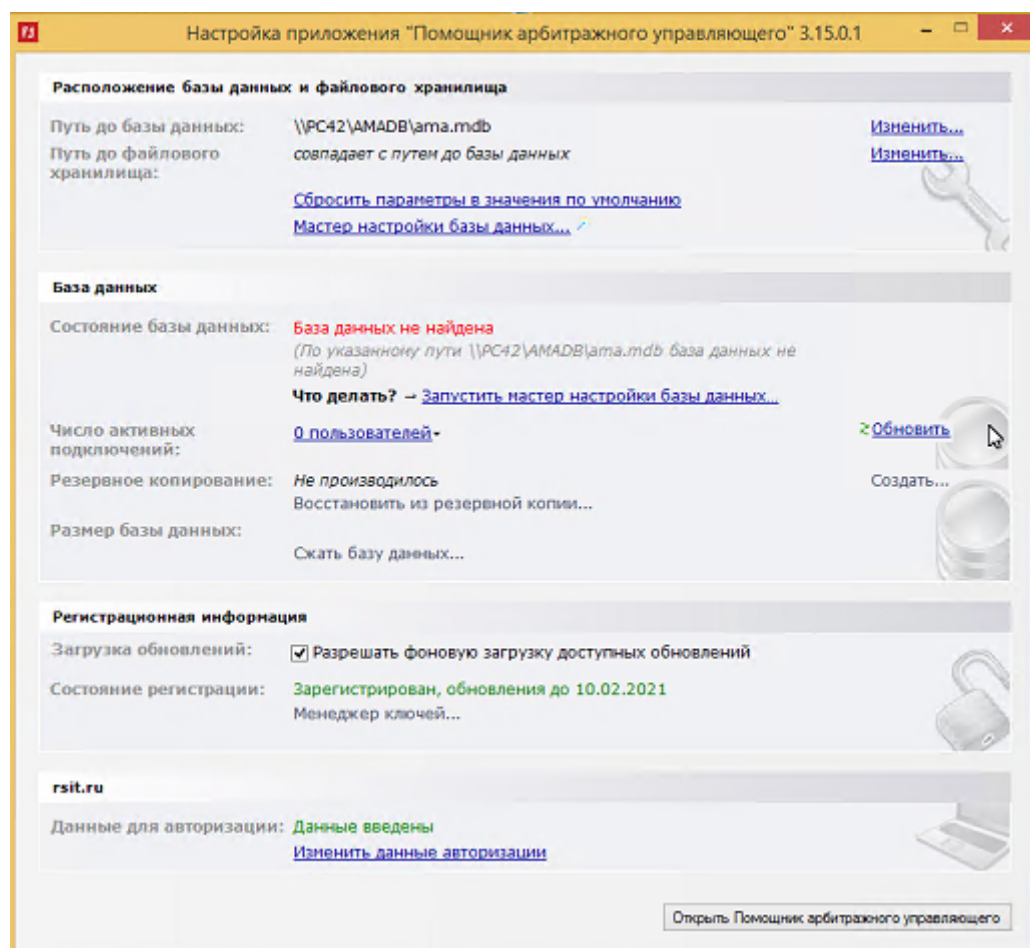 Настройка приложения "Помощник арбитражного управляющего" 3.15.0.1
Расположение базы данных и файлового хранилища
Путь до базы данных: \\PC42\AMADB\ama.mdb Изменить...
Путь до файлового хранилища: совпадает с путем до базы данных Изменить...
Сбросить параметры в значения по умолчанию
Мастер настройки базы данных...
База данных
Состояние базы данных: База данных не найдена
(По указанному пути \\PC42\AMADB\ama.mdb база данных не
найдена)
Что делать? → Запустить мастер настройки базы данных...
Число активных подключений: 0 пользователей Обновить
Резервное копирование: Не производилось Создать...
Восстановить из резервной копии...
Размер базы данных:
Сжать базу данных...
Регистрационная информация
Загрузка обновлений: Разрешать фоновую загрузку доступных обновлений
Состояние регистрации: Зарегистрирован, обновления до 10.02.2021
Менеджер ключей...
rsit.ru
Данные для авторизации: Данные введены
Изменить данные авторизации
Открыть Помощник арбитражного управляющего